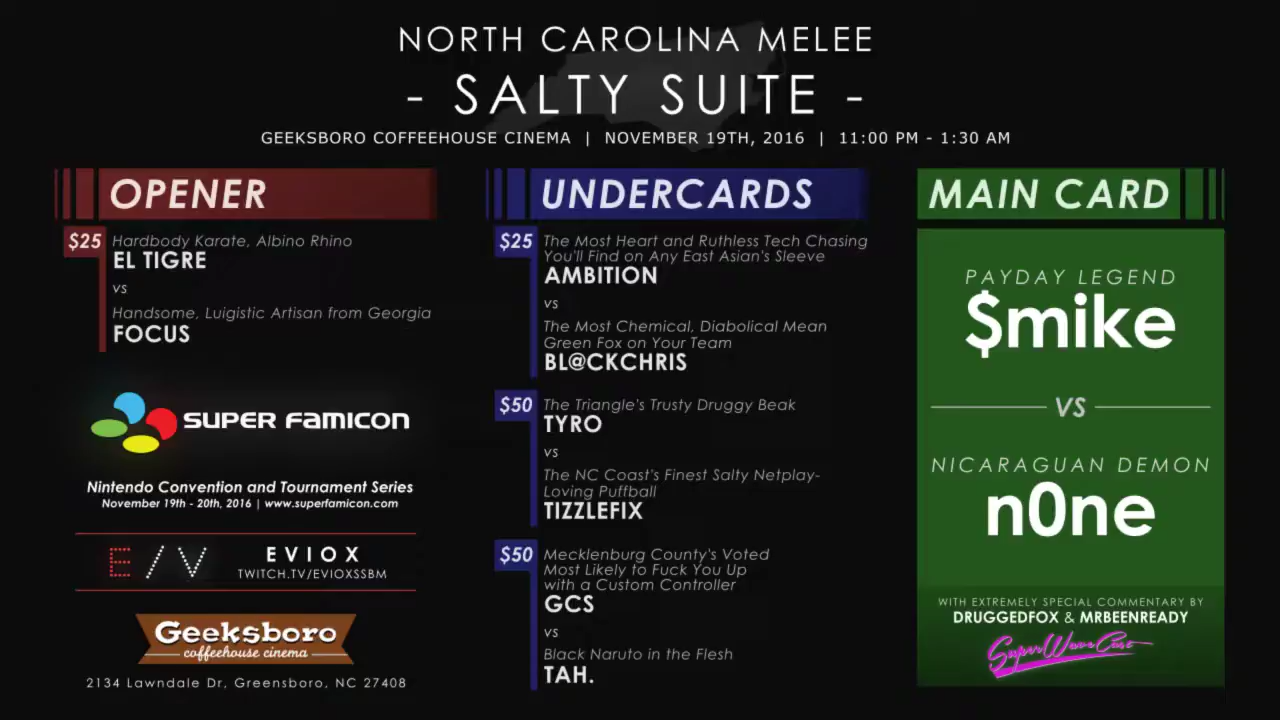 NORTH CAROLINA MELEE
- SALTY SUITE -
GEEKSBORO COFFEEHOUSE CINEMA | NOVEMBER 19TH, 2016 | 11:00 PM - 1:30 AM
OPENER
$25 Hardbody Karate, Albino Rhino
EL TIGRE
vs
Handsome, Luigistic Artisan from Georgia
FOCUS
SUPER FAMICON
Nintendo Convention and Tournament Series
November 19th - 20th, 2016 | www.superfamicon.com
E/V EVIOX
TWITCH.TV/EVIOXSSBM
Geeksboro
coffeehouse cinema
2134 Lawndale Dr, Greensboro, NC 27408
UNDERCARDS
$25 The Most Heart and Ruthless Tech Chasing
You'll Find on Any East Asian's Sleeve
AMBITION
vs
The Most Chemical, Diabolical Mean
Green Fox on Your Team
BL@CKCHRIS
$50 The Triangle's Trusty Druggy Beak
TYRO
vs
The NC Coast's Finest Salty Netplay-
Loving Puffball
TIZZLEFIX
$50 Mecklenburg County's Voted
Most Likely to Fuck You Up
with a Custom Controller
GCS
vs
Black Naruto in the Flesh
TAH.
MAIN CARD
PAYDAY LEGEND
$mike
VS
NICARAGUAN DEMON
n0ne
WITH EXTREMELY SPECIAL COMMENTARY BY
DRUGGEDFOX & MRBEENREADY
SuperWaveCast